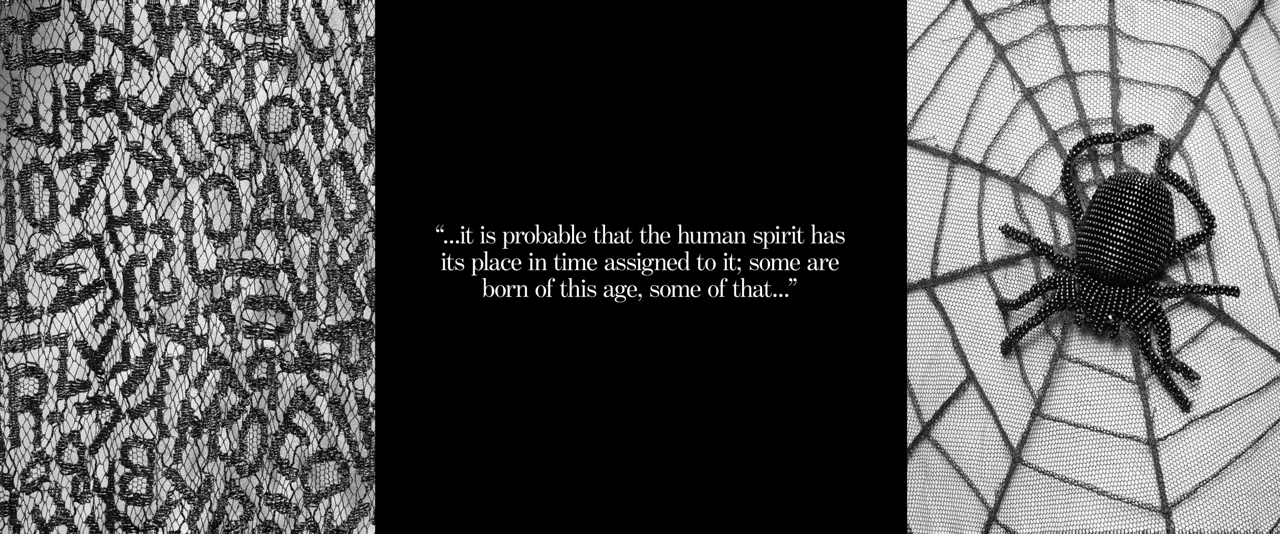 “...it is probable that the human spirit has
its place in time assigned to it; some are
born of this age, some of that...”